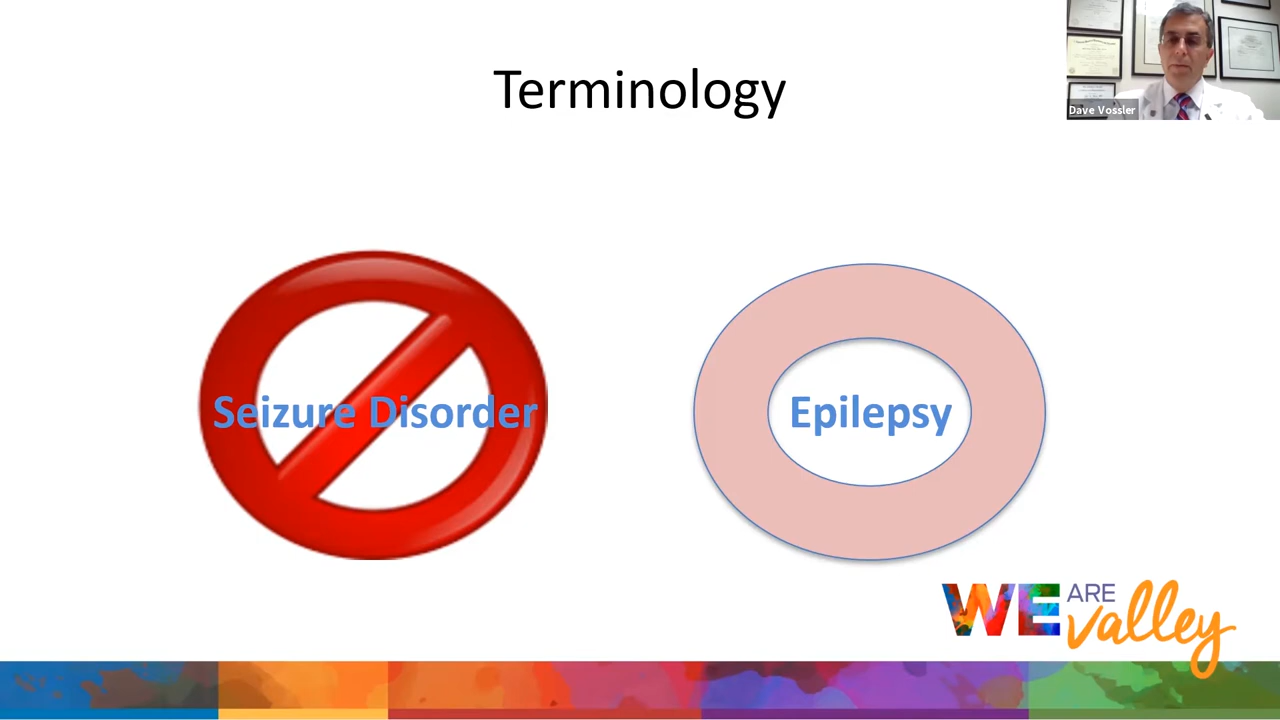 Terminology
Dave Vossler
Seizure Disorder
Epilepsy
WE ARE
valley